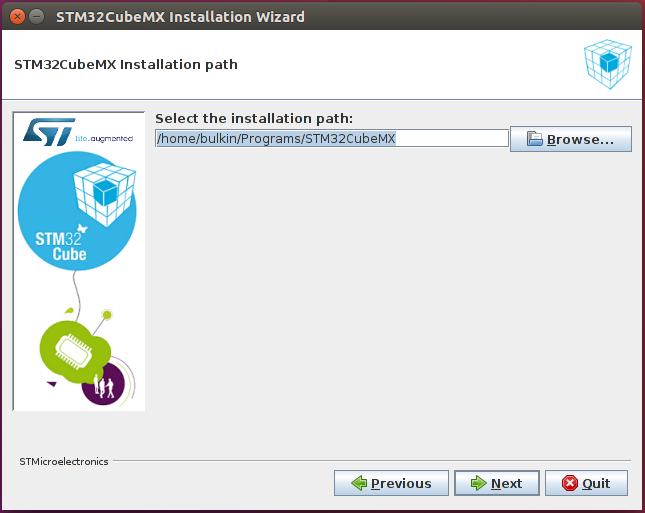 STM32CubeMX Installation Wizard
STM32CubeMX Installation path
ST life.augmented
STM32
Cube
Select the installation path:
/home/bulkin/Programs/STM32CubeMX
Browse...
STMicroelectronics
Previous
Next
Quit